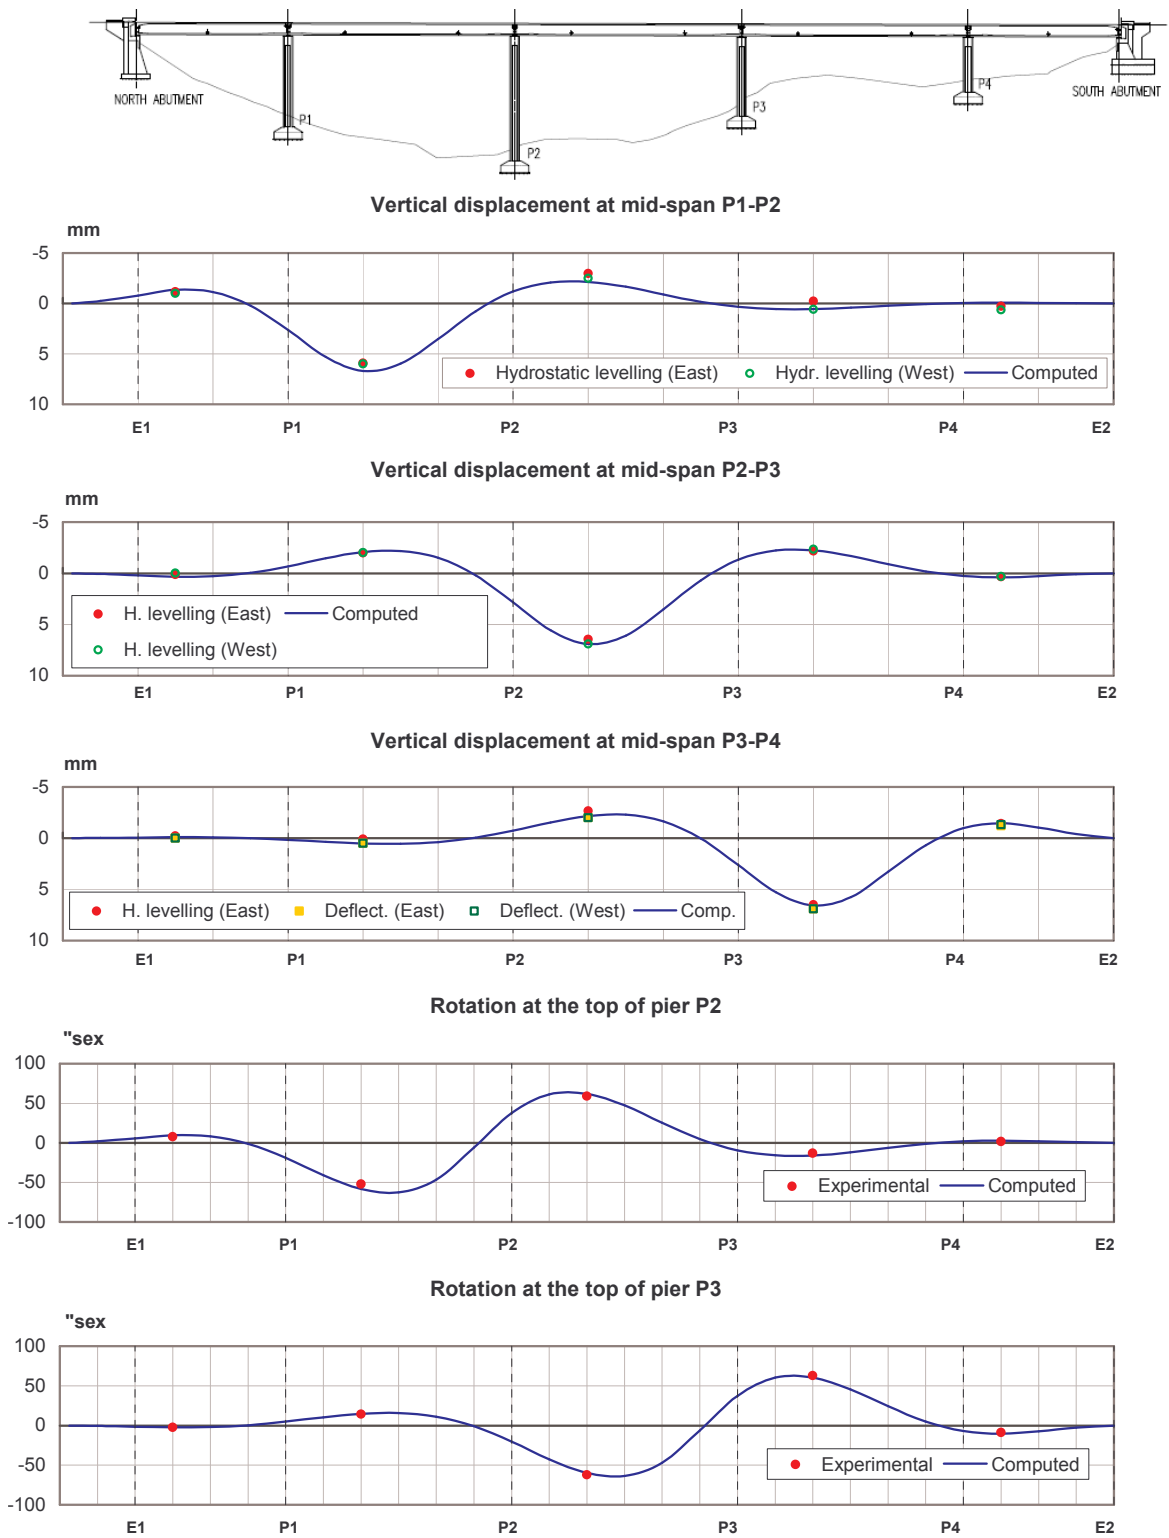 NORTH ABUTMENT
P1
P2
P3
P4
SOUTH ABUTMENT
Vertical displacement at mid-span P1-P2
mm
-5
0
5
10
Hydrostatic levelling (East) Hydr. levelling (West) Computed
E1 P1 P2 P3 P4 E2
Vertical displacement at mid-span P2-P3
mm
-5
0
5
10
H. levelling (East) Computed
H. levelling (West)
E1 P1 P2 P3 P4 E2
Vertical displacement at mid-span P3-P4
mm
-5
0
5
10
H. levelling (East) Deflect. (East) Deflect. (West) Comp.
E1 P1 P2 P3 P4 E2
Rotation at the top of pier P2
"sex
100
50
0
-50
-100
Experimental Computed
E1 P1 P2 P3 P4 E2
Rotation at the top of pier P3
"sex
100
50
0
-50
-100
Experimental Computed
E1 P1 P2 P3 P4 E2